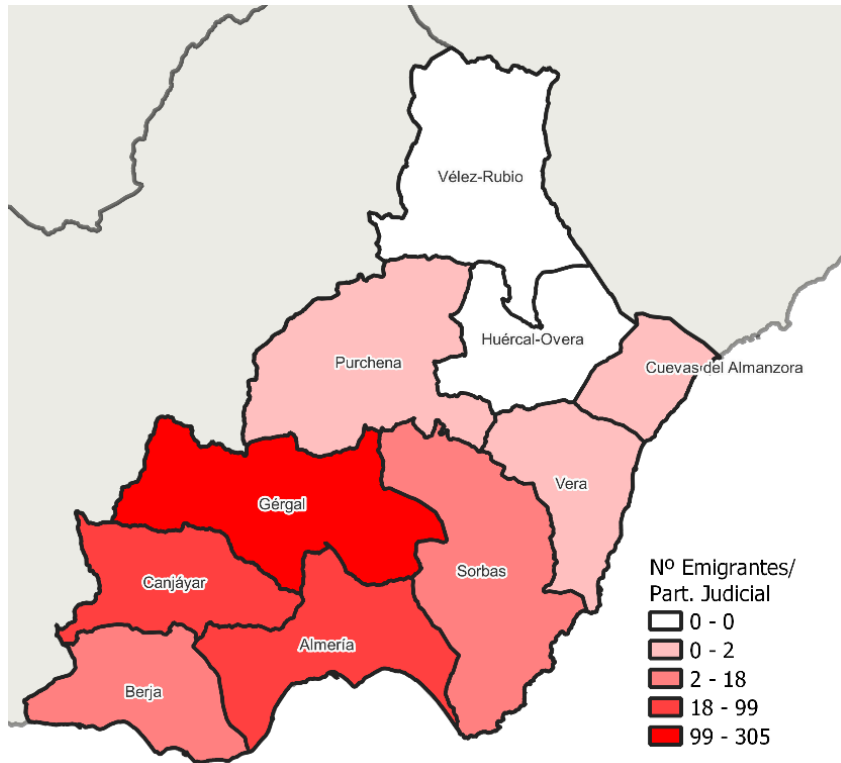 Vélez-Rubio
Huércal-Overa
Purchena
Cuevas del Almanzora
Vera
Gérgal
Sorbas
Canjáyar
Almería
Berja
Nº Emigrantes/
Part. Judicial
0 - 0
0 - 2
2 - 18
18 - 99
99 - 305